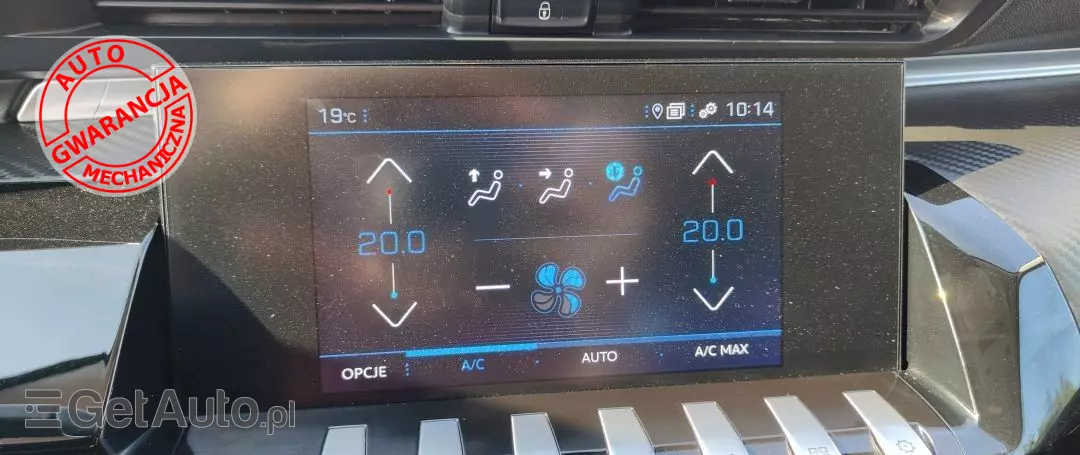 AUTO
GWARANCJA
MECHANICZNA
19°C
10:14
20.0
20.0
OPCJE
A/C
AUTO
A/C MAX
GetAuto.pl